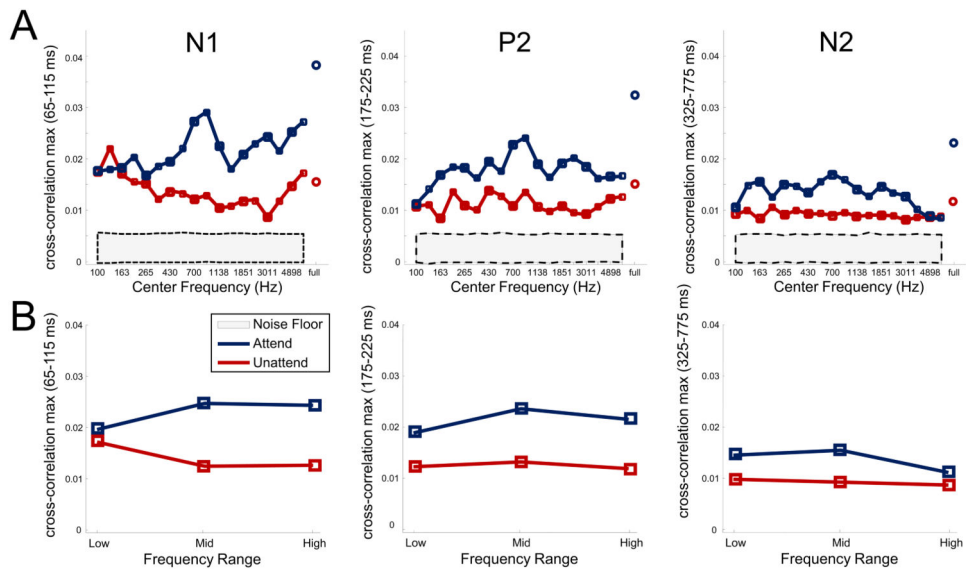 A
N1
P2
N2
cross-correlation max (65-115 ms)
0.04
0.03
0.02
0.01
0
100 163 265 430 700 1138 1851 3011 4898 full
Center Frequency (Hz)
cross-correlation max (175-225 ms)
0.04
0.03
0.02
0.01
0
100 163 265 430 700 1138 1851 3011 4898 full
Center Frequency (Hz)
cross-correlation max (325-775 ms)
0.04
0.03
0.02
0.01
0
100 163 265 430 700 1138 1851 3011 4898 full
Center Frequency (Hz)
B
cross-correlation max (65-115 ms)
0.04
0.03
0.02
0.01
0
Noise Floor
Attend
Unattend
Low Mid High
Frequency Range
cross-correlation max (175-225 ms)
0.04
0.03
0.02
0.01
0
Low Mid High
Frequency Range
cross-correlation max (325-775 ms)
0.04
0.03
0.02
0.01
0
Low Mid High
Frequency Range